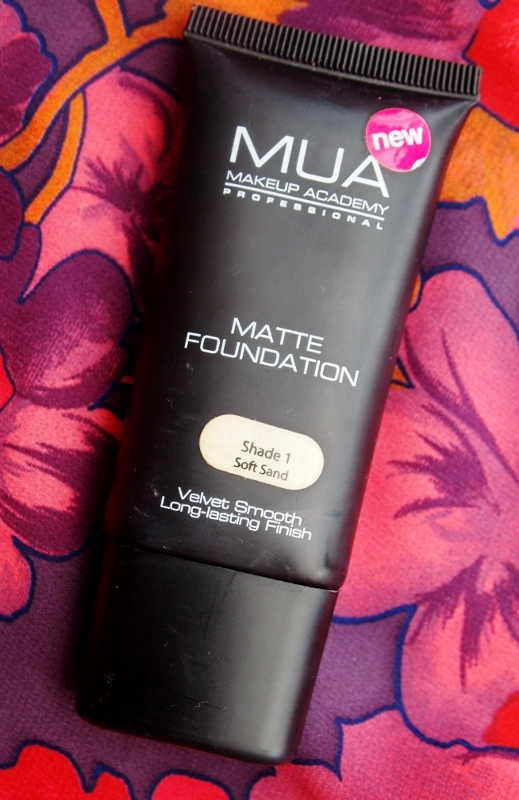 new
MUA
MAKEUP ACADEMY
PROFESSIONAL
MATTE
FOUNDATION
Shade 1
Soft Sand
Velvet Smooth
Long-lasting Finish